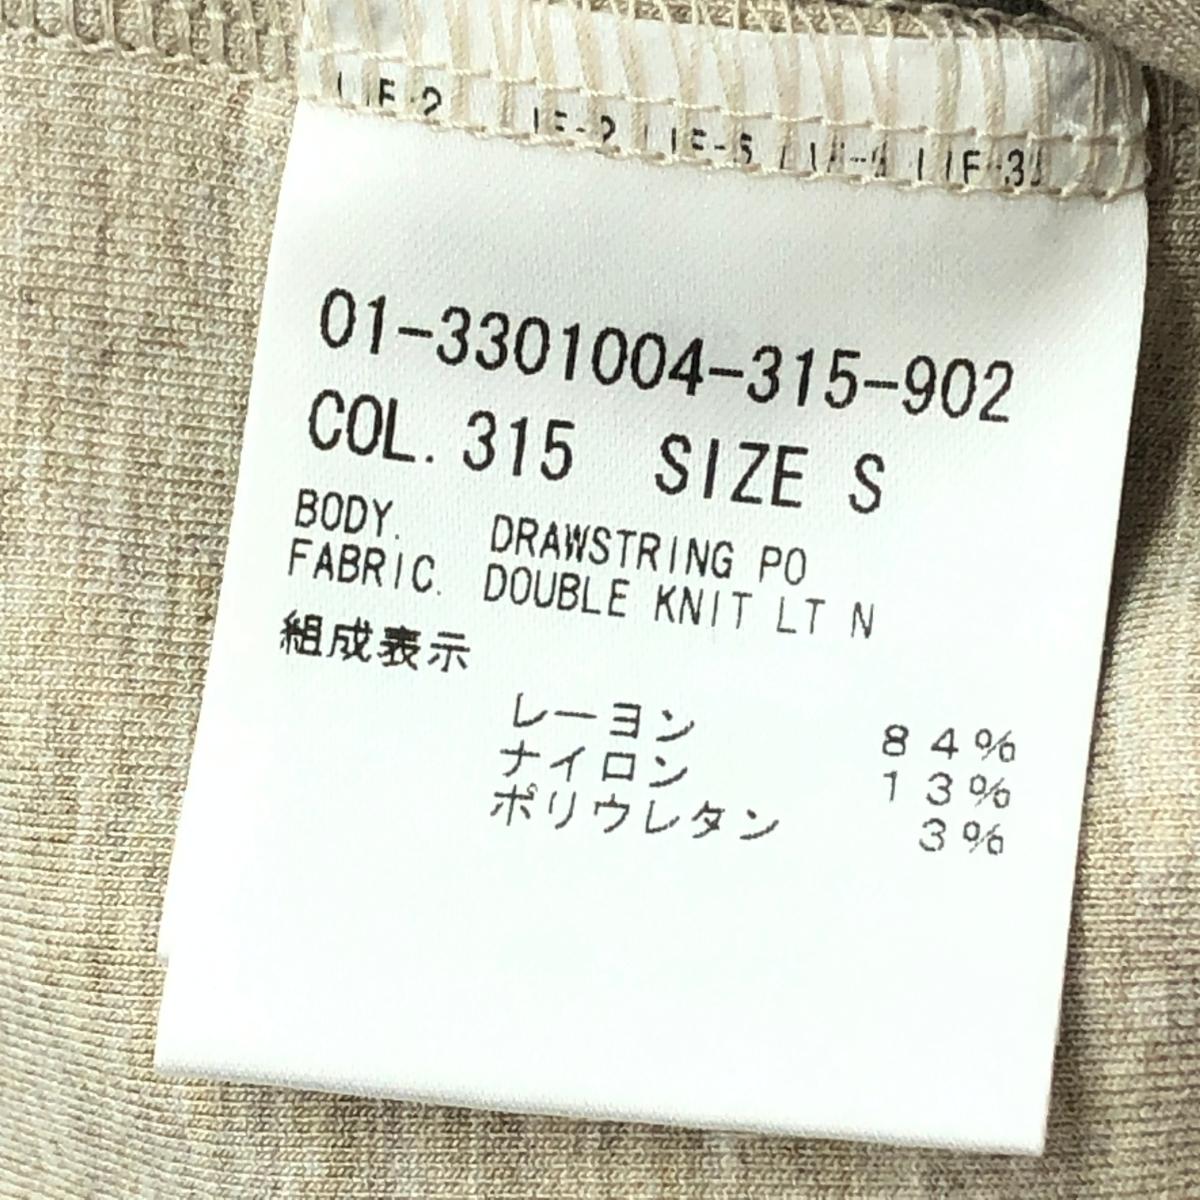 01-3301004-315-902
COL. 315 SIZE S
BODY. DRAWSTRING PO
FABRIC. DOUBLE KNIT LT N
組成表示
レーヨン 84%
ナイロン 13%
ポリウレタン 3%